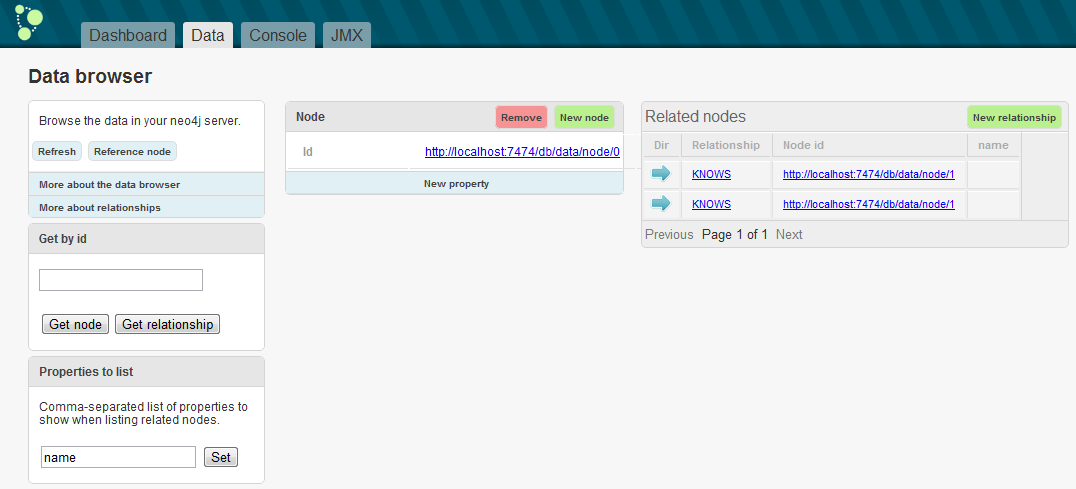 Dashboard Data Console JMX
Data browser
Browse the data in your neo4j server.
Refresh Reference node
More about the data browser
More about relationships
Get by id
Get node Get relationship
Properties to list
Comma-separated list of properties to
show when listing related nodes.
name Set
Node Remove New node
Id http://localhost:7474/db/data/node/0
New property
Related nodes New relationship
Dir Relationship Node id name
KNOWS http://localhost:7474/db/data/node/1
KNOWS http://localhost:7474/db/data/node/1
Previous Page 1 of 1 Next